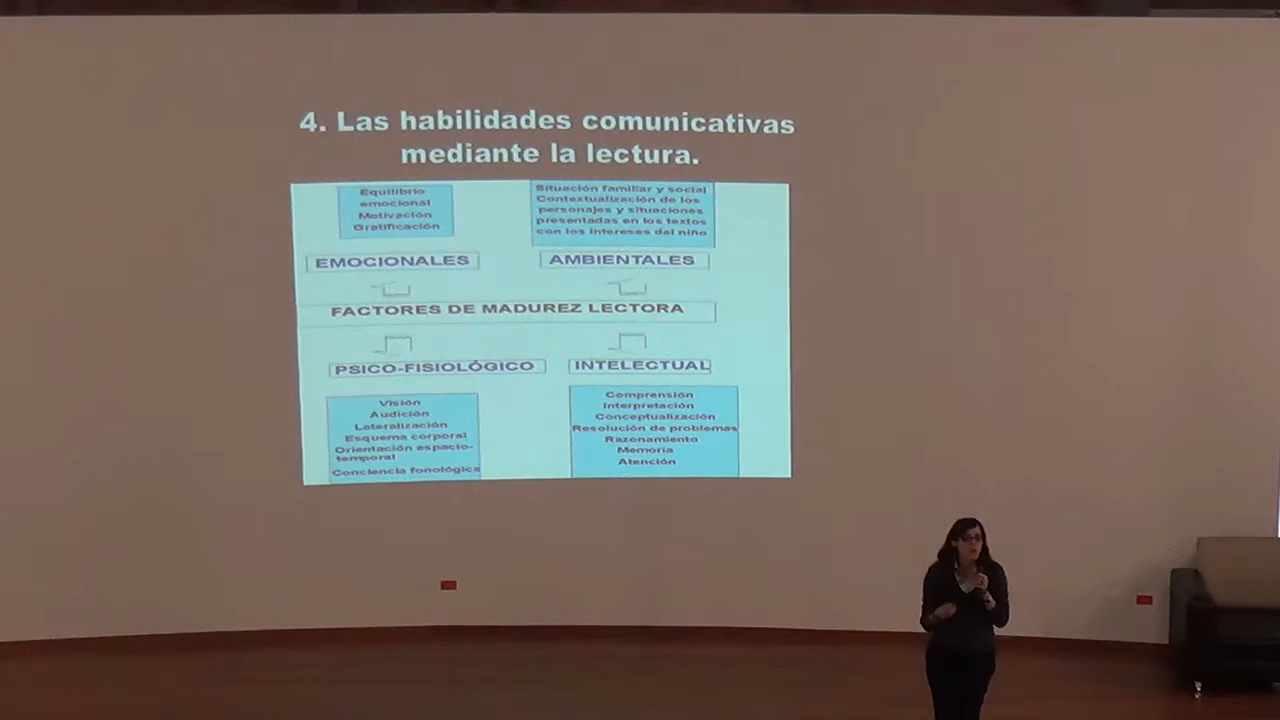 4. Las habilidades comunicativas
mediante la lectura.
Equilibrio
emocional
Motivación
Gratificación
Situación familiar y social
Contextualización de los
personajes y situaciones
presentadas en los textos
con los intereses del niño
EMOCIONALES
AMBIENTALES
FACTORES DE MADUREZ LECTORA
PSICO-FISIOLÓGICO
INTELECTUAL
Visión
Audición
Lateralización
Esquema corporal
Orientación espacio-
temporal
Conciencia fonológica
Comprensión
Interpretación
Conceptualización
Resolución de problemas
Razonamiento
Memoria
Atención